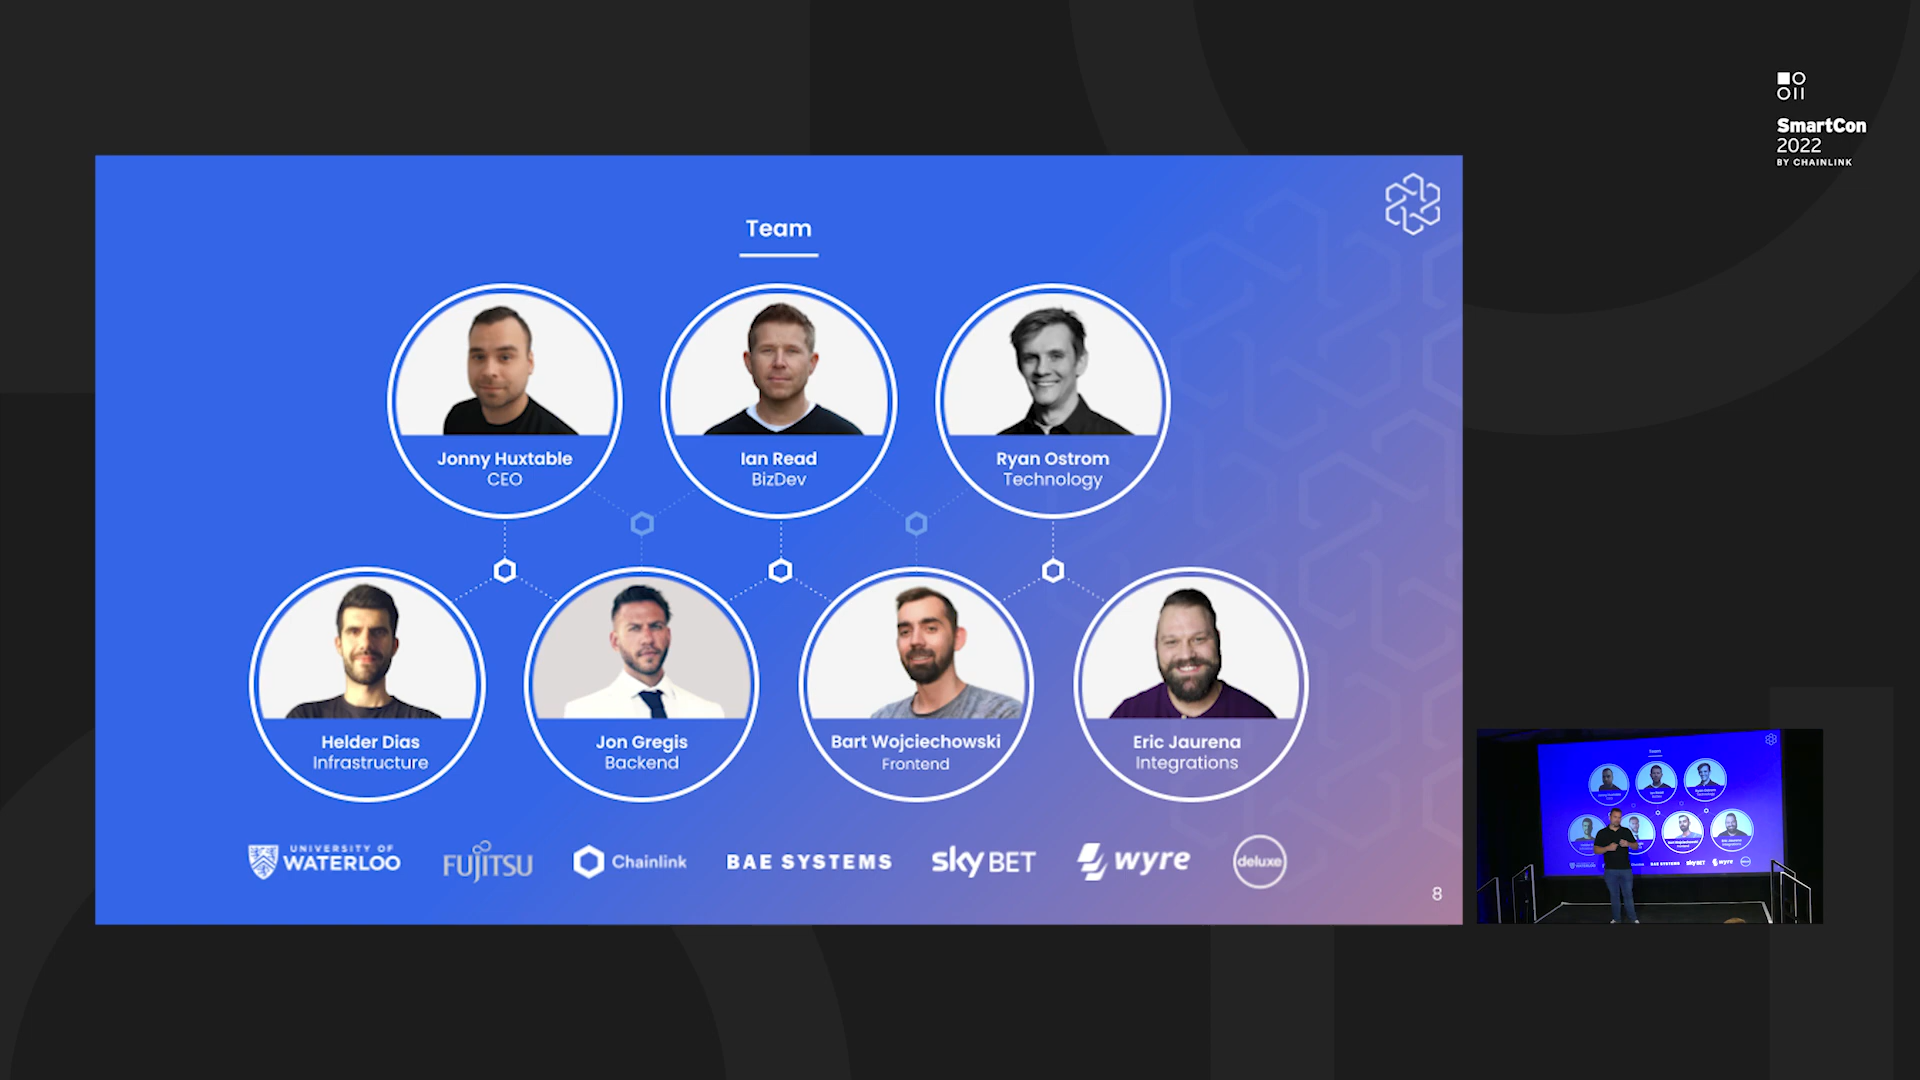 SmartCon
2022
BY CHAINLINK
Team
Jonny Huxtable
CEO
Ian Read
BizDev
Ryan Ostrom
Technology
Helder Dias
Infrastructure
Jon Gregis
Backend
Bart Wojciechowski
Frontend
Eric Jaurena
Integrations
UNIVERSITY OF
WATERLOO
FUJITSU
Chainlink
BAE SYSTEMS
sky BET
wyre
deluxe
8